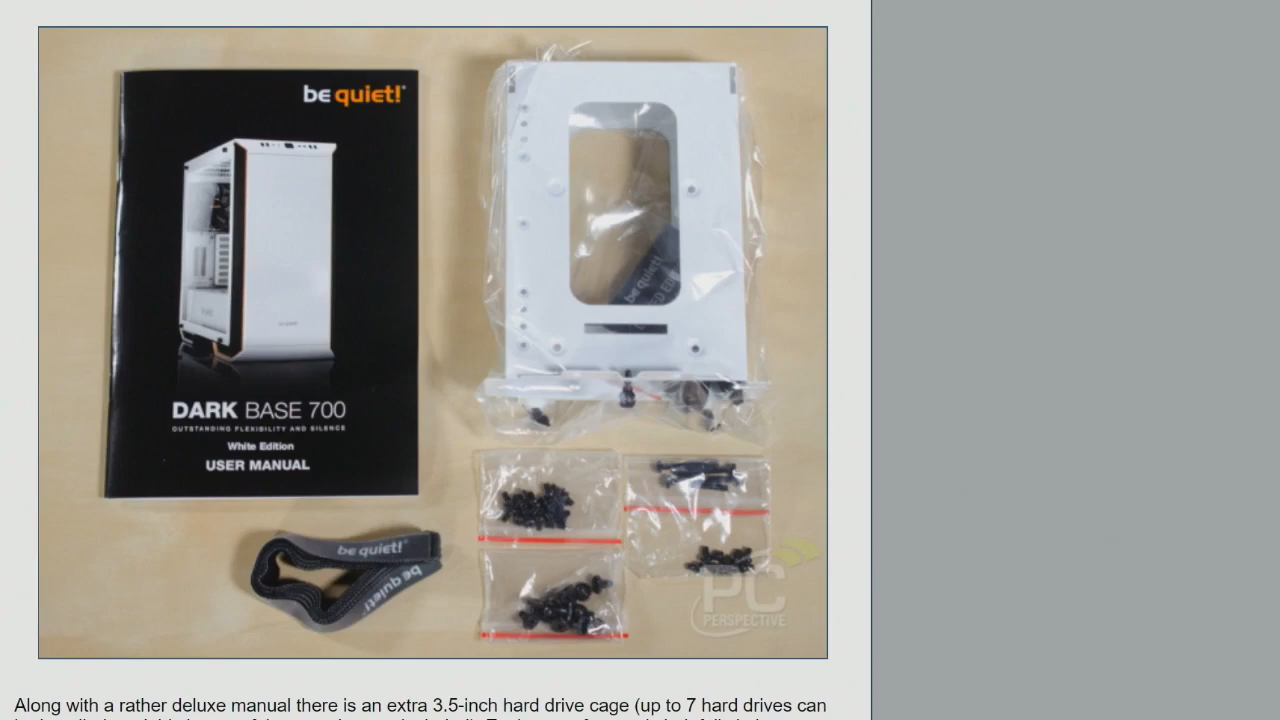 be quiet!
DARK BASE 700
OUTSTANDING FLEXIBILITY AND SILENCE
White Edition
USER MANUAL
be quiet!
be quiet!
be quiet!
PC
PERSPECTIVE
Along with a rather deluxe manual there is an extra 3.5-inch hard drive cage (up to 7 hard drives can